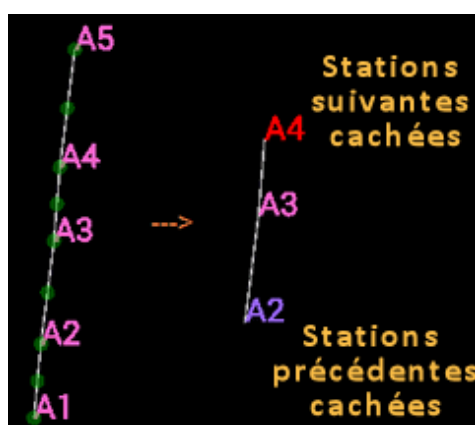 A5
A4
A3
A2
A1
--->
Stations
suivantes
cachées
A4
A3
A2
Stations
précédentes
cachées